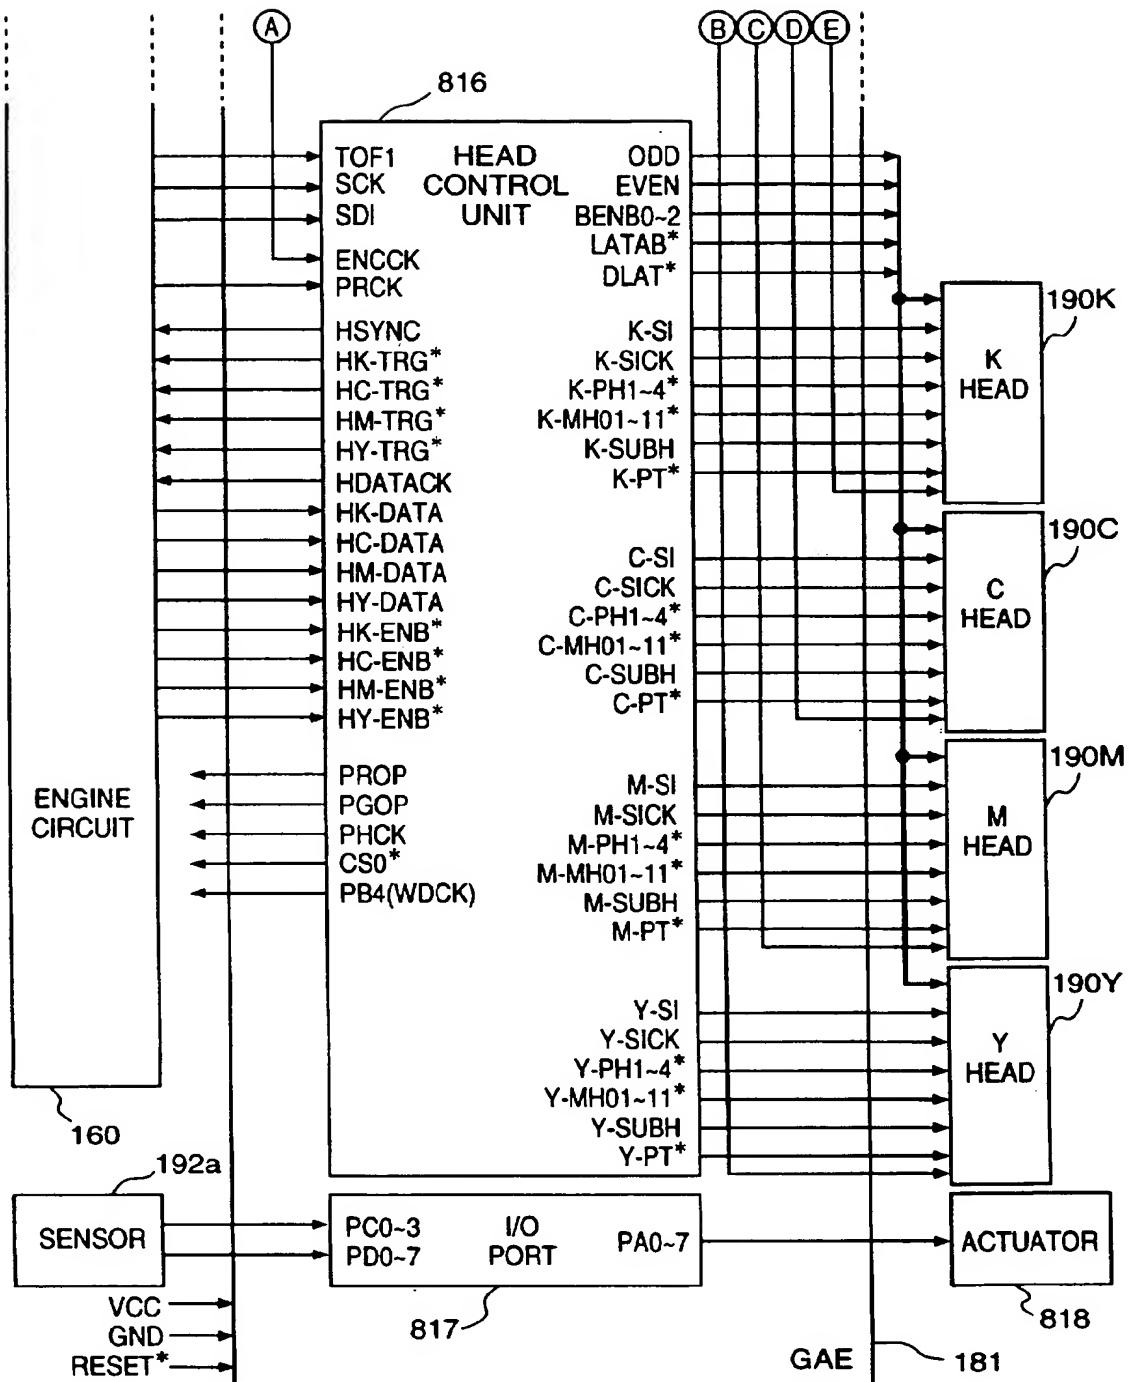 A
B C D E
816
HEAD
CONTROL
UNIT
TOF1
SCK
SDI
ENCCK
PRCK
HSYNC
HK-TRG*
HC-TRG*
HM-TRG*
HY-TRG*
HDATACK
HK-DATA
HC-DATA
HM-DATA
HY-DATA
HK-ENB*
HC-ENB*
HM-ENB*
HY-ENB*
PROP
PGOP
PHCK
CS0*
PB4(WDCK)
ODD
EVEN
BENB0~2
LATAB*
DLAT*
K-SI
K-SICK
K-PH1~4*
K-MH01~11*
K-SUBH
K-PT*
C-SI
C-SICK
C-PH1~4*
C-MH01~11*
C-SUBH
C-PT*
M-SI
M-SICK
M-PH1~4*
M-MH01~11*
M-SUBH
M-PT*
Y-SI
Y-SICK
Y-PH1~4*
Y-MH01~11*
Y-SUBH
Y-PT*
190K
K
HEAD
190C
C
HEAD
190M
M
HEAD
190Y
Y
HEAD
ENGINE
CIRCUIT
160
192a
SENSOR
PC0~3
PD0~7
I/O
PORT
PA0~7
817
ACTUATOR
818
VCC
GND
RESET*
GAE
181